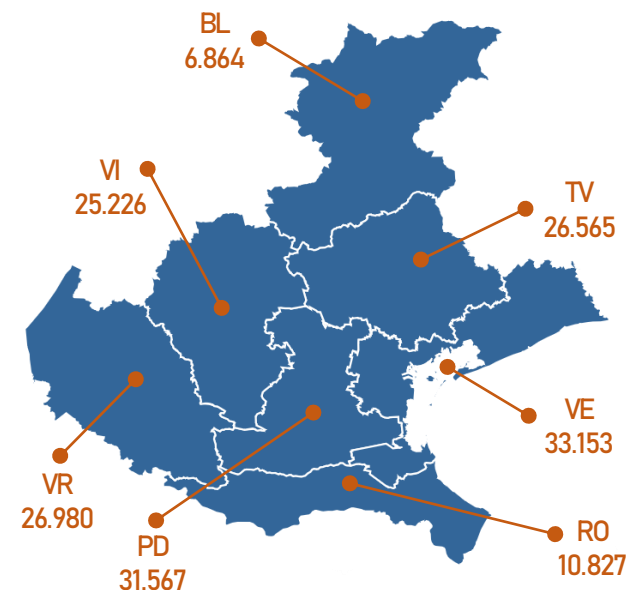 BL
6.864
VI
25.226
TV
26.565
VE
33.153
VR
26.980
PD
31.567
RO
10.827